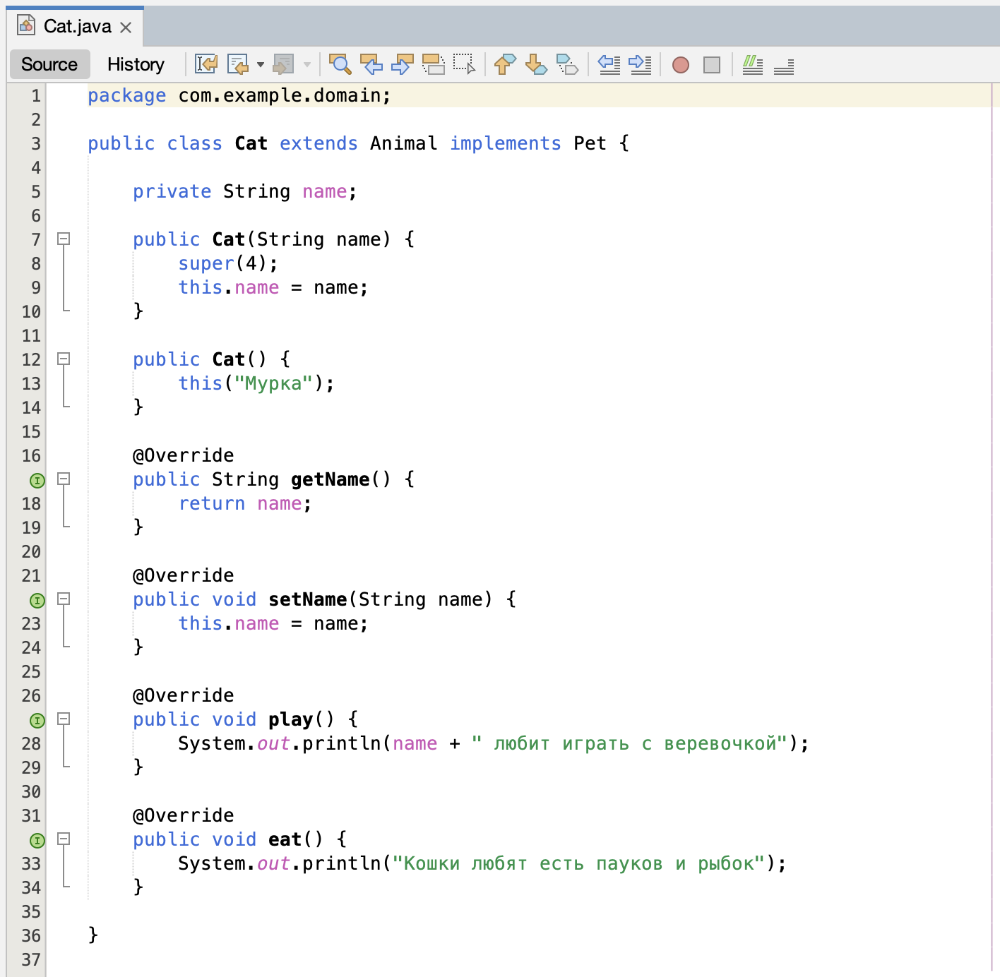 Cat.java
Source History
1 package com.example.domain;
2
3 public class Cat extends Animal implements Pet {
4
5 private String name;
6
7 public Cat(String name) {
8 super(4);
9 this.name = name;
10 }
11
12 public Cat() {
13 this("Мурка");
14 }
15
16 @Override
public String getName() {
18 return name;
19 }
20
21 @Override
public void setName(String name) {
23 this.name = name;
24 }
25
26 @Override
public void play() {
28 System.out.println(name + " любит играть с веревочкой");
29 }
30
31 @Override
public void eat() {
33 System.out.println("Кошки любят есть пауков и рыбок");
34 }
35
36 }
37